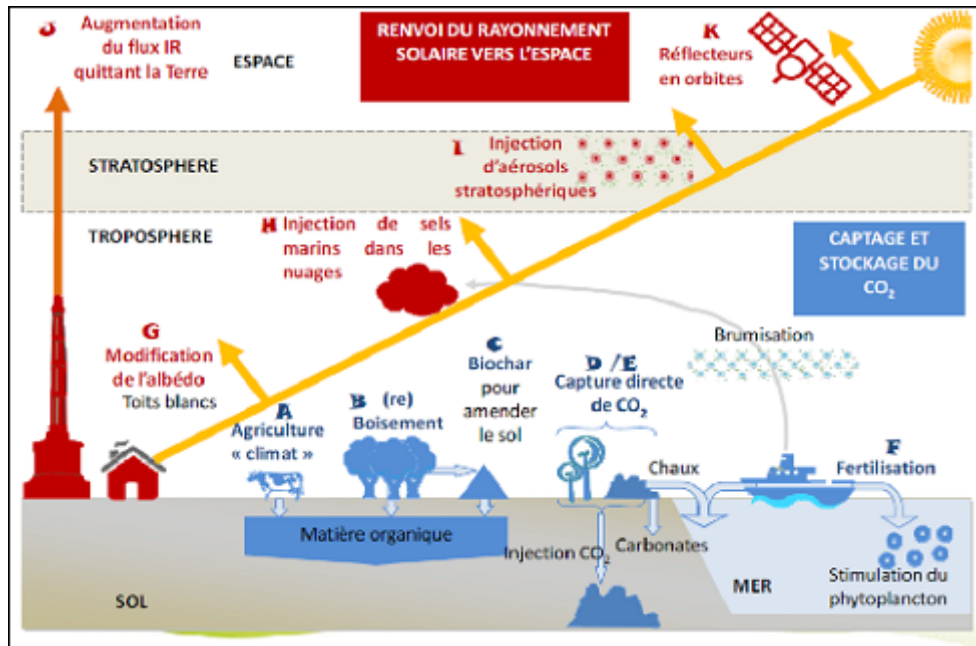 J Augmentation
du flux IR
quittant la Terre
ESPACE
RENVOI DU RAYONNEMENT
SOLAIRE VERS L'ESPACE
K
Réflecteurs
en orbites
STRATOSPHERE
I Injection
d'aérosols
stratosphériques
TROPOSPHERE
H Injection de sels
marins dans les
nuages
CAPTAGE ET
STOCKAGE DU
CO₂
G
Modification
de l'albédo
Toits blancs
A
Agriculture
« climat »
B (re)
Boisement
C
Biochar
pour
amender
le sol
D /E
Capture directe
de CO₂
Brumisation
Chaux
F
Fertilisation
Matière organique
Injection CO₂
Carbonates
SOL
MER
Stimulation du
phytoplancton